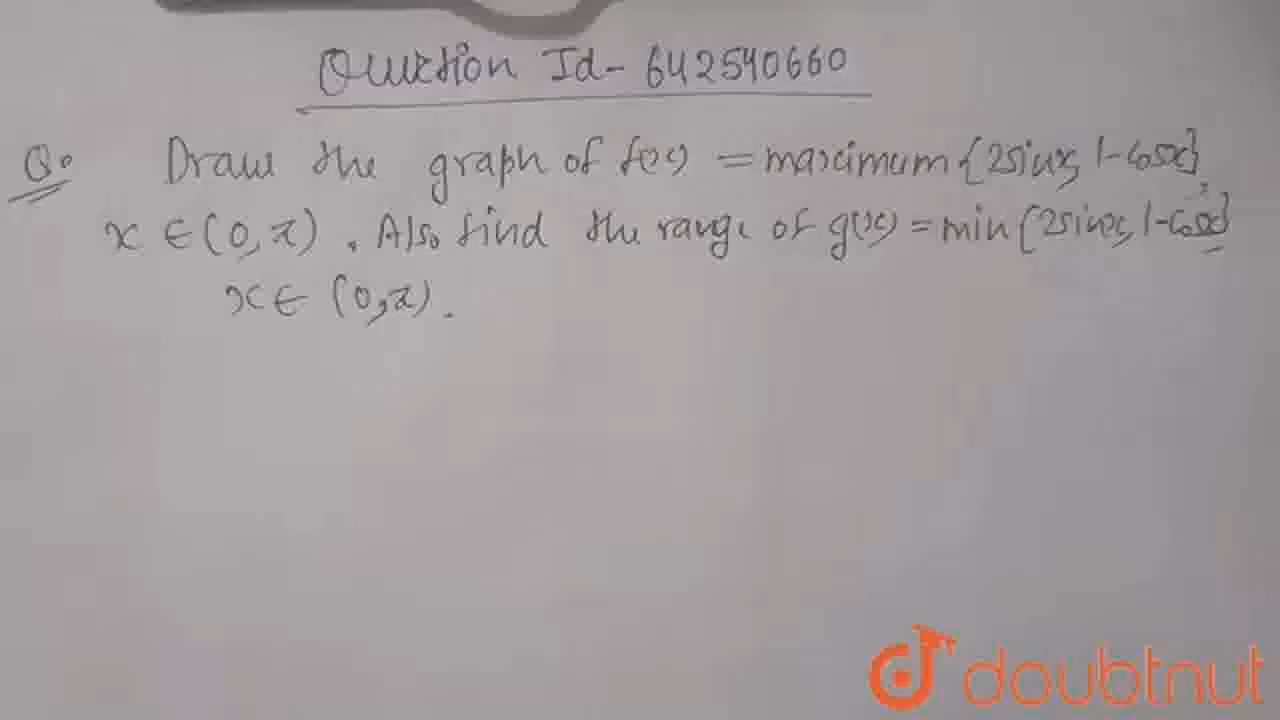 Question Id- 642540660
Q. Draw the graph of f(x) = maximum {2sinx, 1-cosx}
x ∈ (0, π). Also find the range of g(x) = min {2sinx, 1-cosx}
x ∈ (0, π).
doubtnut